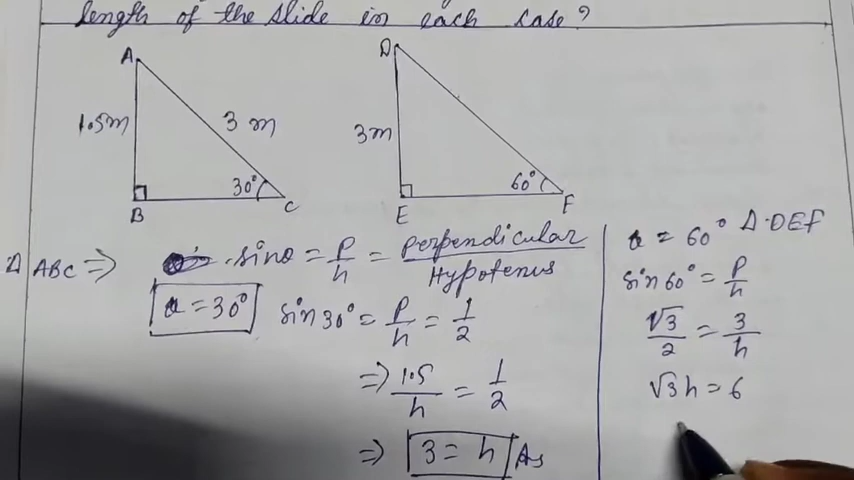 length of the slide in each case?
A
1.5m
3 m
30°
B
C
D
3m
60°
E
F
Δ ABC ⇒ sinθ = P/h = Perpendicular/Hypotenus
θ = 30° sin 30° = P/h = 1/2
⇒ 1.5/h = 1/2
⇒ 3 = h As
θ = 60° Δ DEF
sin 60° = P/h
√3/2 = 3/h
√3 h = 6